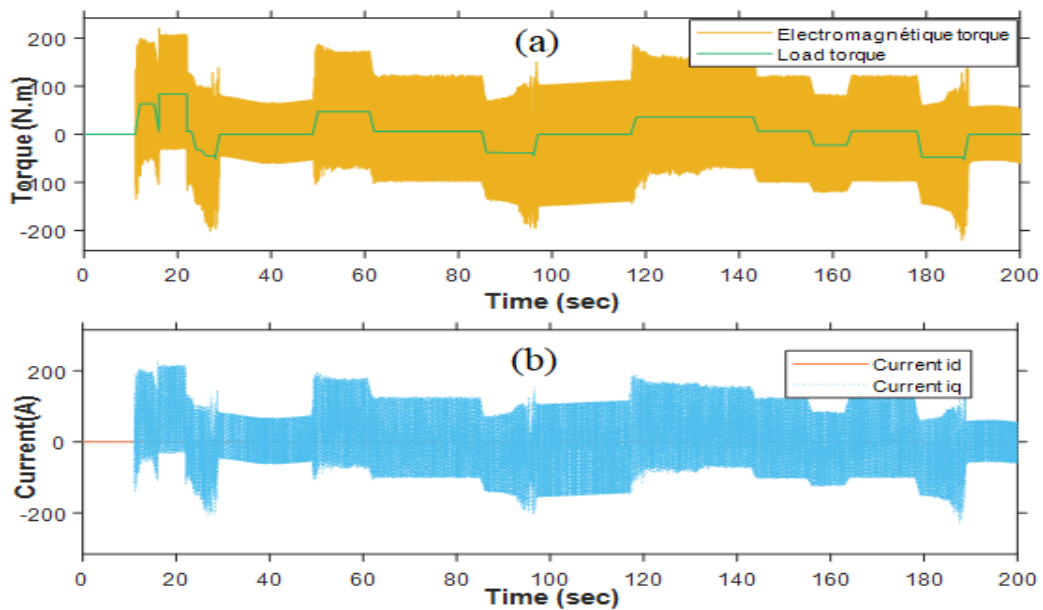 (a)
Electromagnétique torque
Load torque
Torque (N.m)
200
100
0
-100
-200
0 20 40 60 80 100 120 140 160 180 200
Time (sec)
(b)
Current id
Current iq
Current(A)
200
0
-200
0 20 40 60 80 100 120 140 160 180 200
Time (sec)